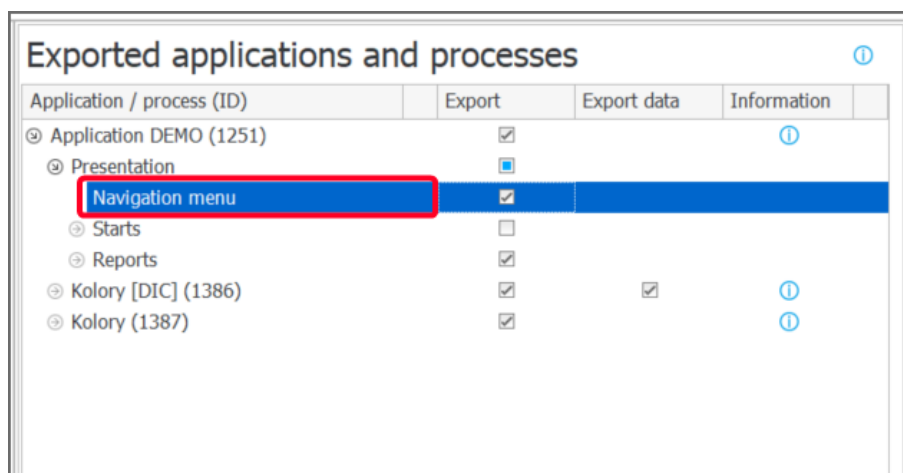 Exported applications and processes
Application / process (ID) Export Export data Information
Application DEMO (1251)
Presentation
Navigation menu
Starts
Reports
Kolory [DIC] (1386)
Kolory (1387)